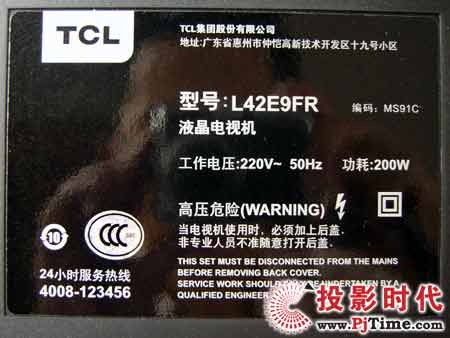 TCL
TCL集团股份有限公司
地址:广东省惠州市仲恺高新技术开发区十九号小区
型号:L42E9FR
编码: MS91C
液晶电视机
工作电压:220V~ 50Hz 功耗:200W
高压危险(WARNING)
当电视机使用时,必须加上后盖.
非专业人员不准随意打开后盖.
10
CCC
24小时服务热线
4008-123456
THIS SET MUST BE DISCONNECTED FROM THE MAINS
BEFORE REMOVING BACK COVER.
SERVICE WORK SHOULD ONLY BE UNDERTAKEN BY A
QUALIFIED ENGINEER
投影时代
www.PjTime.com